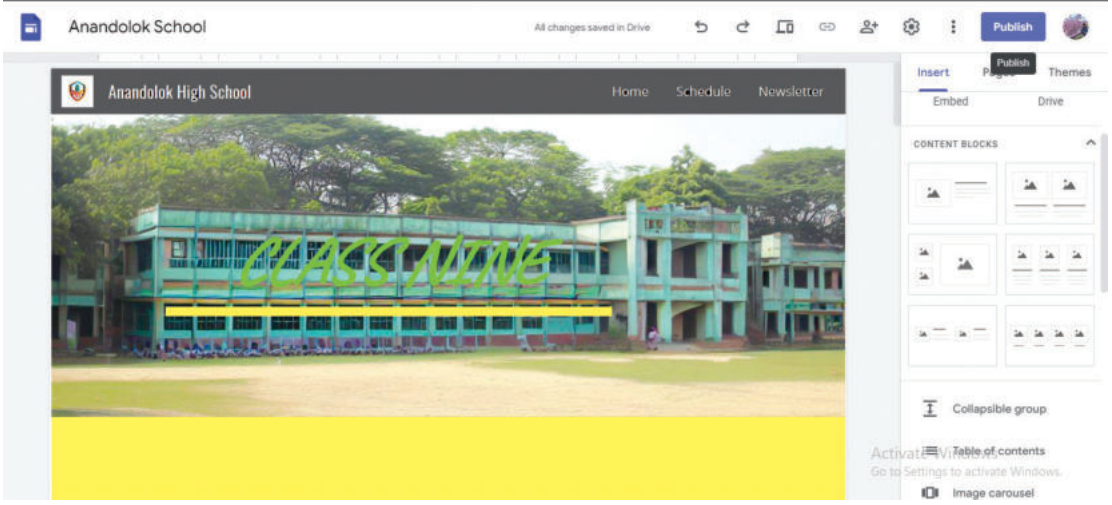 Anandolok School
All changes saved in Drive
Publish
Publish
Insert
Pages
Themes
Embed
Drive
Anandolok High School
Home
Schedule
Newsletter
CONTENT BLOCKS
CLASS NINE
Collapsible group
Table of contents
Image carousel
Activate Windows
Go to Settings to activate Windows.